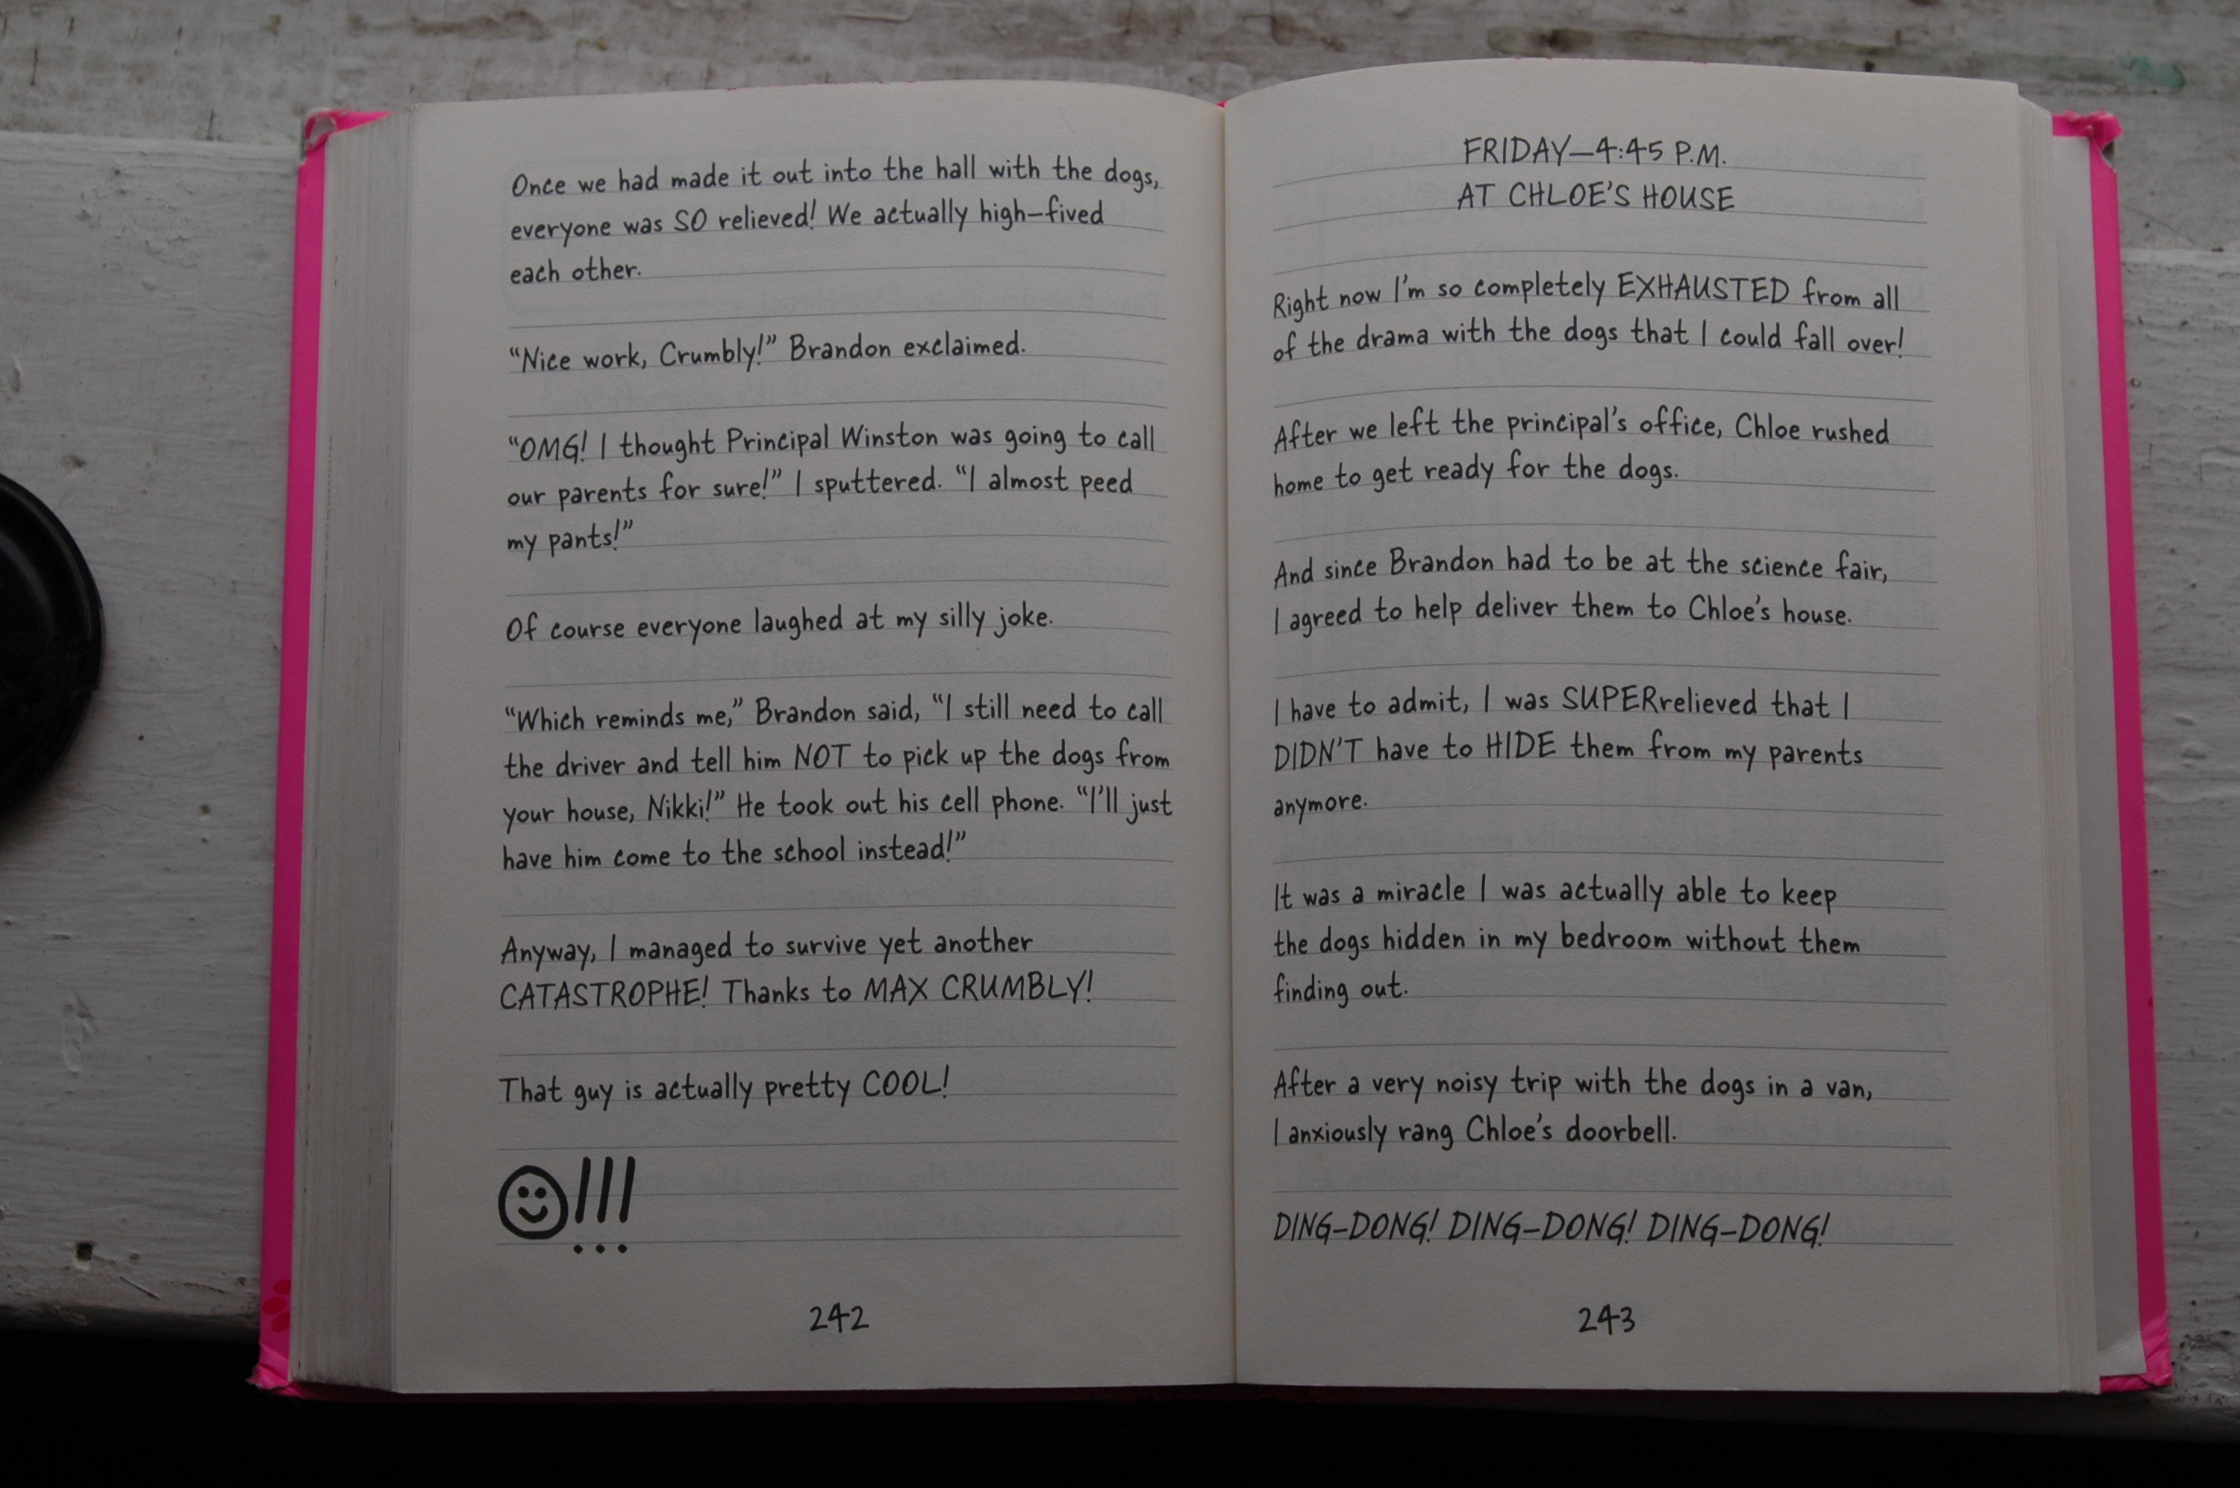 Once we had made it out into the hall with the dogs,
everyone was SO relieved! We actually high-fived
each other.
“Nice work, Crumbly!” Brandon exclaimed.
“OMG! I thought Principal Winston was going to call
our parents for sure!” I sputtered. “I almost peed
my pants!”
Of course everyone laughed at my silly joke.
“Which reminds me,” Brandon said, “I still need to call
the driver and tell him NOT to pick up the dogs from
your house, Nikki!” He took out his cell phone. “I’ll just
have him come to the school instead!”
Anyway, I managed to survive yet another
CATASTROPHE! Thanks to MAX CRUMBLY!
That guy is actually pretty COOL!
☺!!!
242
FRIDAY—4:45 P.M.
AT CHLOE’S HOUSE
Right now I’m so completely EXHAUSTED from all
of the drama with the dogs that I could fall over!
After we left the principal’s office, Chloe rushed
home to get ready for the dogs.
And since Brandon had to be at the science fair,
I agreed to help deliver them to Chloe’s house.
I have to admit, I was SUPERrelieved that I
DIDN’T have to HIDE them from my parents
anymore.
It was a miracle I was actually able to keep
the dogs hidden in my bedroom without them
finding out.
After a very noisy trip with the dogs in a van,
I anxiously rang Chloe’s doorbell.
DING-DONG! DING-DONG! DING-DONG!
243